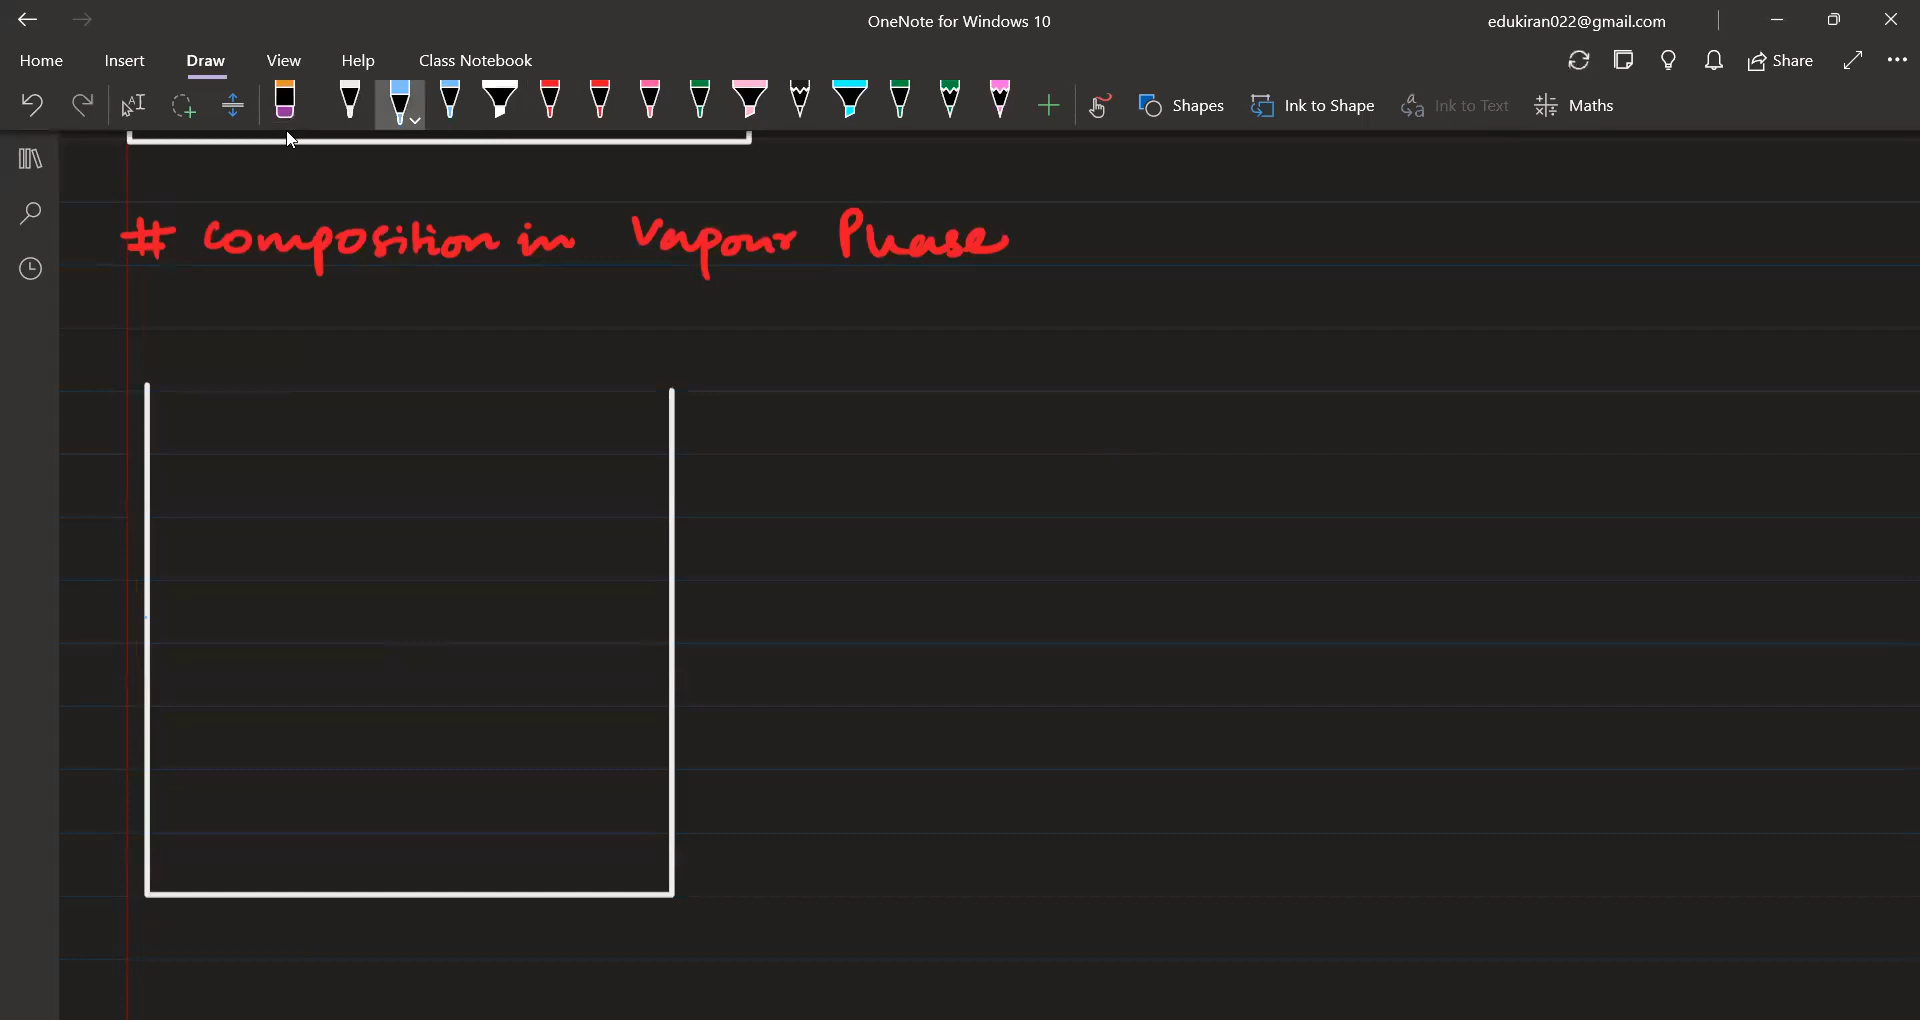 OneNote for Windows 10
edukiran022@gmail.com
Home Insert Draw View Help Class Notebook
Share
Shapes Ink to Shape Ink to Text Maths
# Composition in Vapour Phase